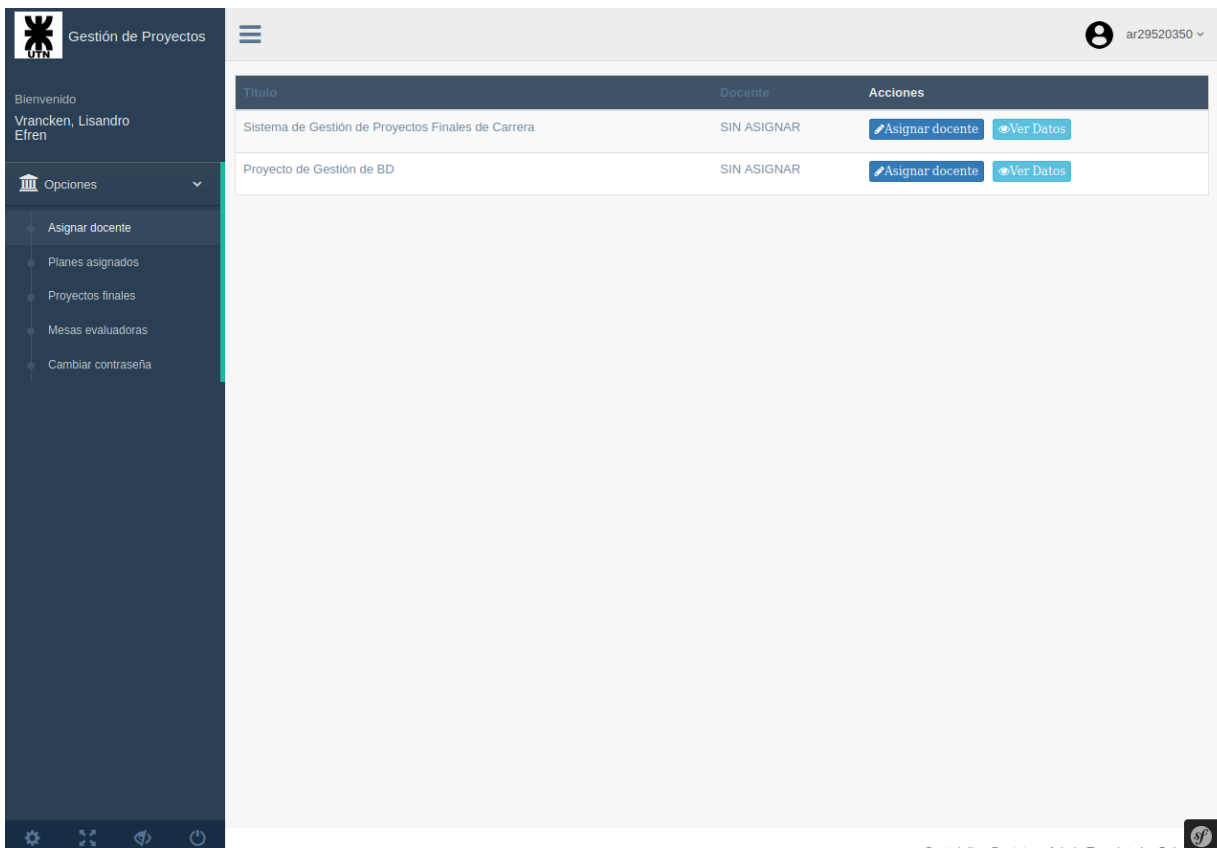 UTN
Gestión de Proyectos
ar29520350
Bienvenido
Vrancken, Lisandro
Efren
Opciones
Asignar docente
Planes asignados
Proyectos finales
Mesas evaluadoras
Cambiar contraseña
Titulo Docente Acciones
Sistema de Gestión de Proyectos Finales de Carrera SIN ASIGNAR Asignar docente Ver Datos
Proyecto de Gestión de BD SIN ASIGNAR Asignar docente Ver Datos
sf